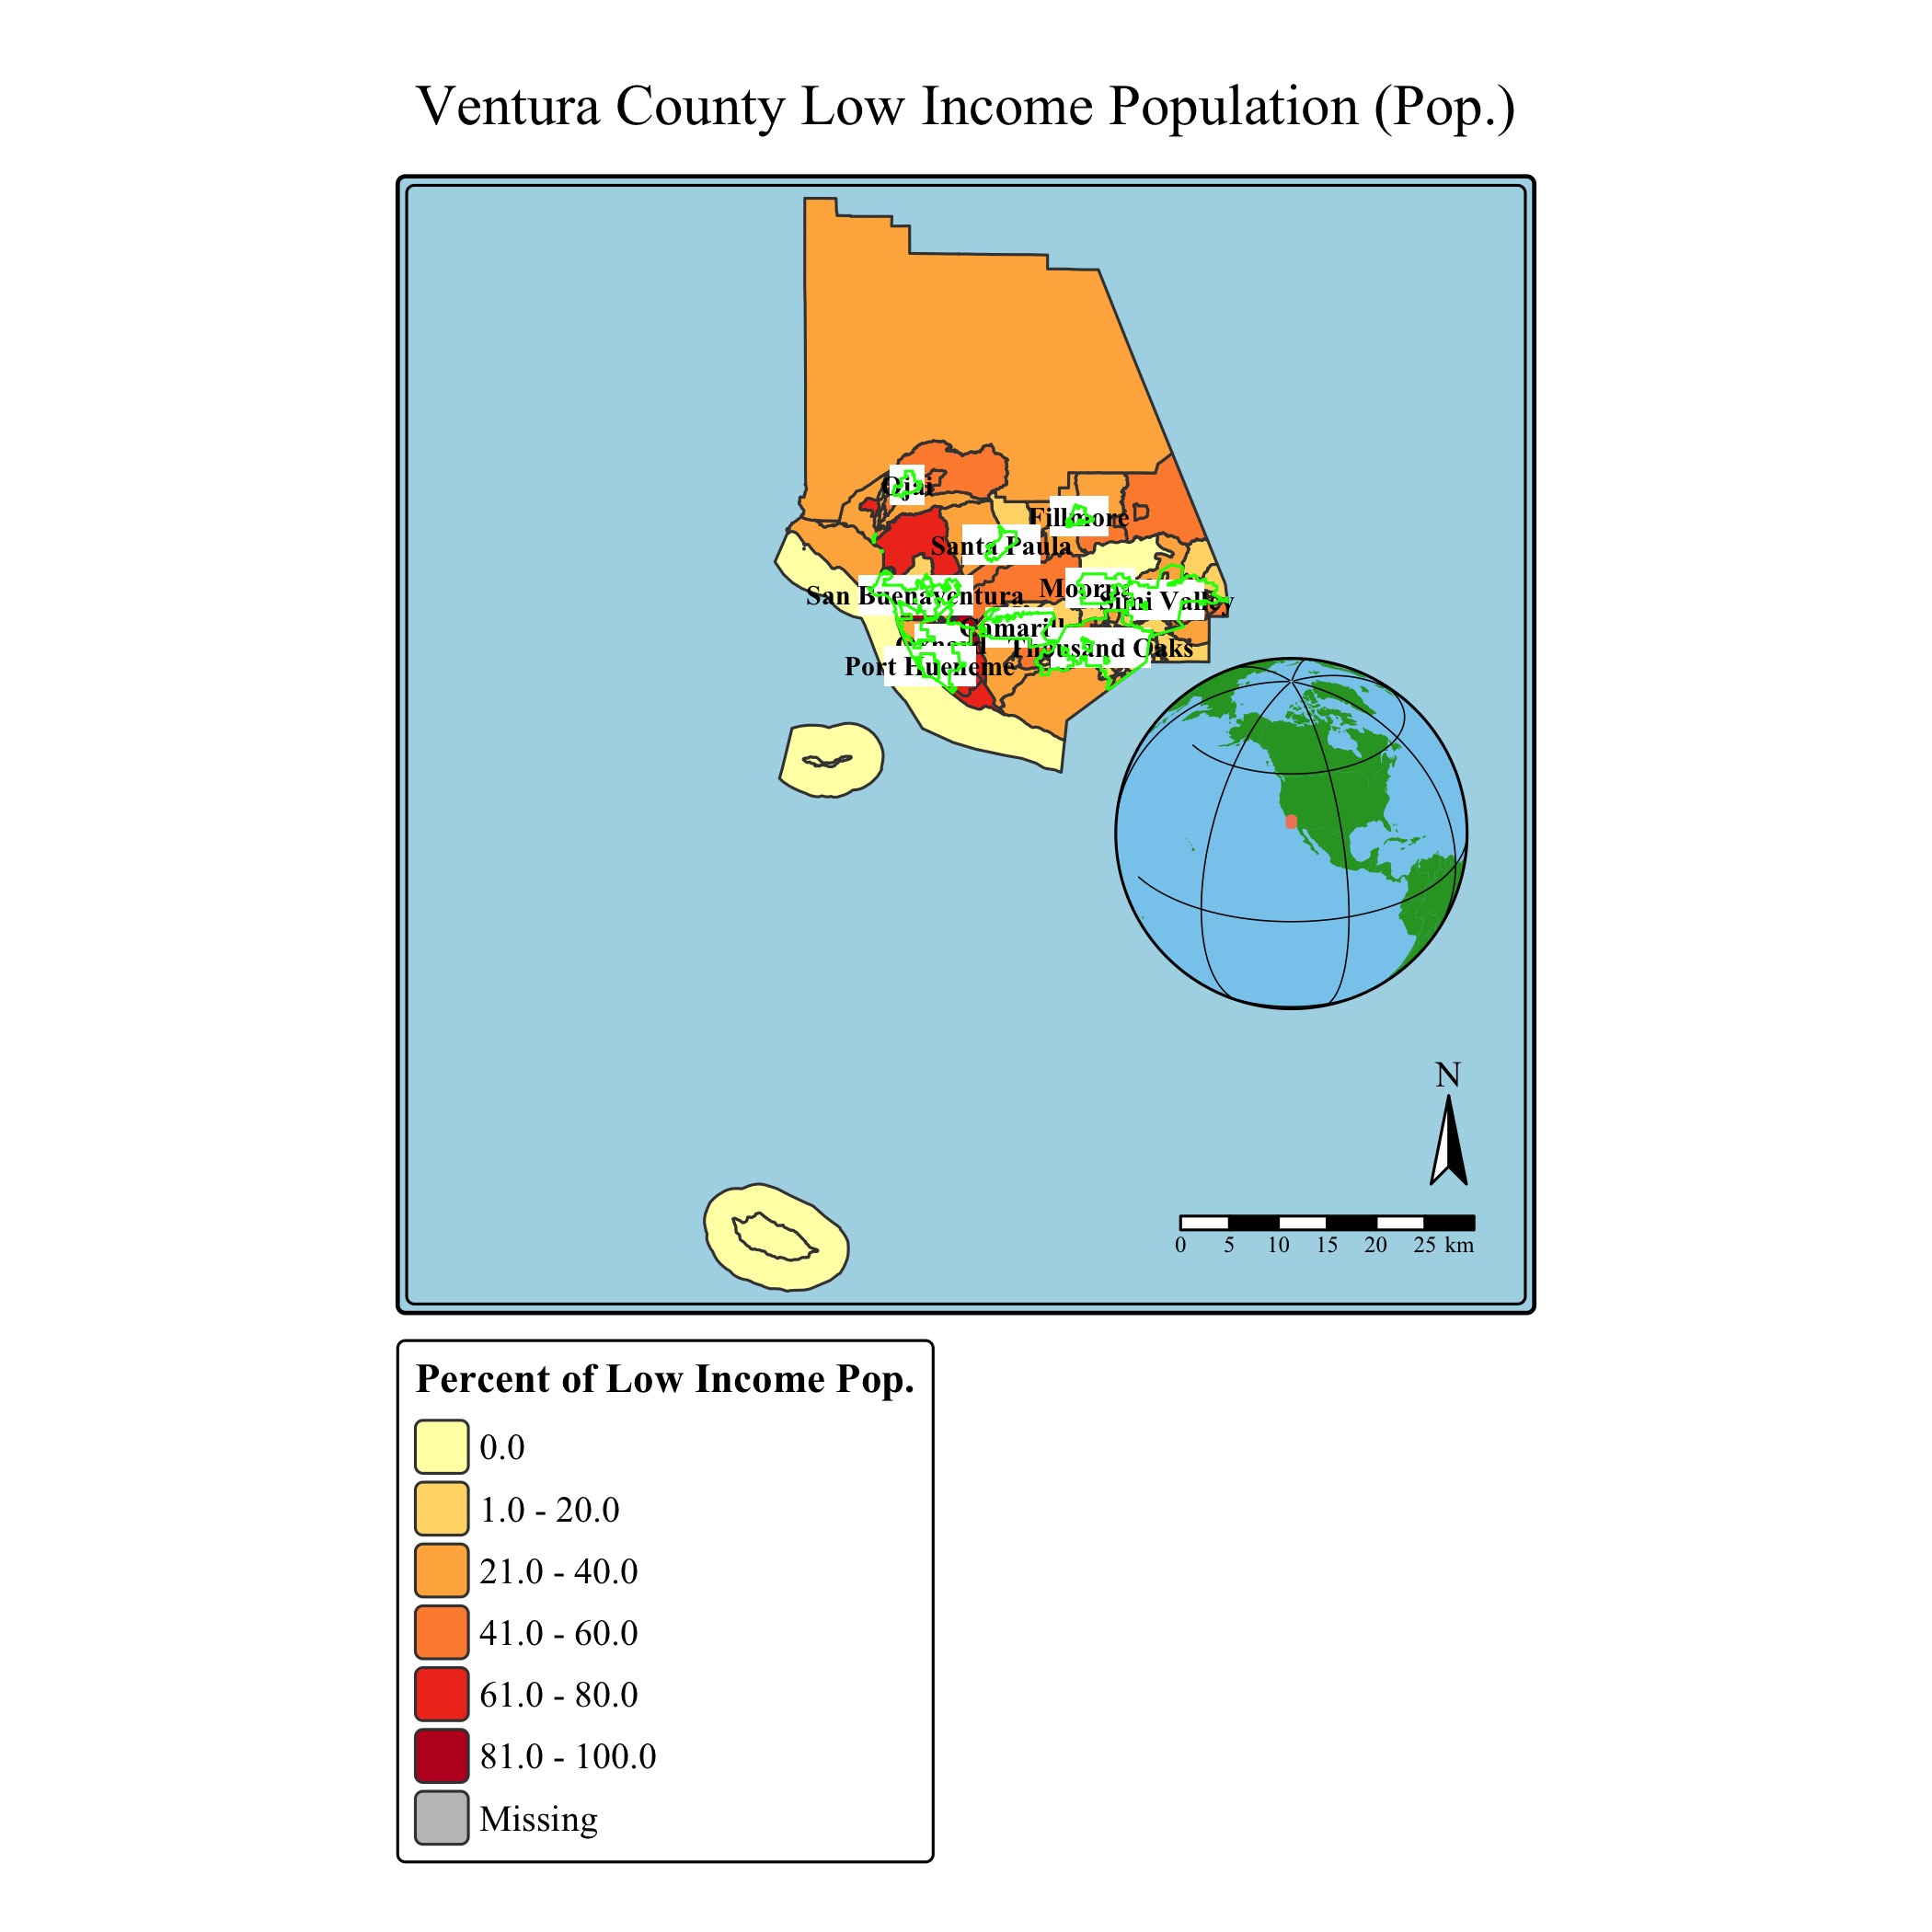 Ventura County Low Income Population (Pop.)
Ojai
Fillmore
Santa Paula
Moorpa
Simi Valley
San Buenaventura
Camarill
Oxnard
Thousand Oaks
Port Hueneme
N
0 5 10 15 20 25 km
Percent of Low Income Pop.
0.0
1.0 - 20.0
21.0 - 40.0
41.0 - 60.0
61.0 - 80.0
81.0 - 100.0
Missing